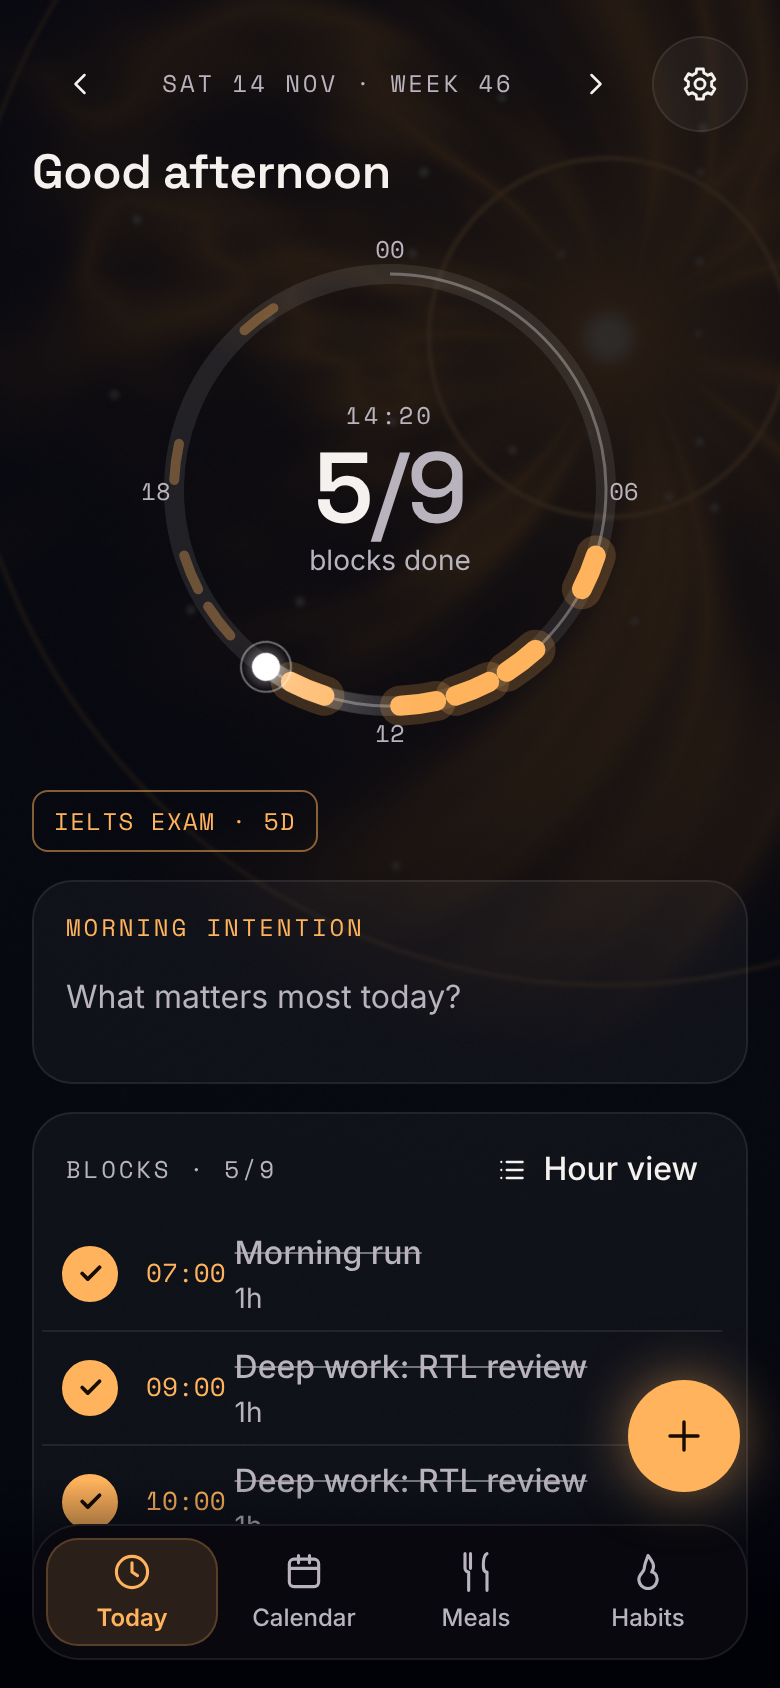 SAT 14 NOV · WEEK 46
Good afternoon
00
14:20
5/9
18
06
blocks done
12
IELTS EXAM · 5D
MORNING INTENTION
What matters most today?
BLOCKS · 5/9
Hour view
07:00 Morning run
1h
09:00 Deep work: RTL review
1h
10:00 Deep work: RTL review
1h
Today
Calendar
Meals
Habits